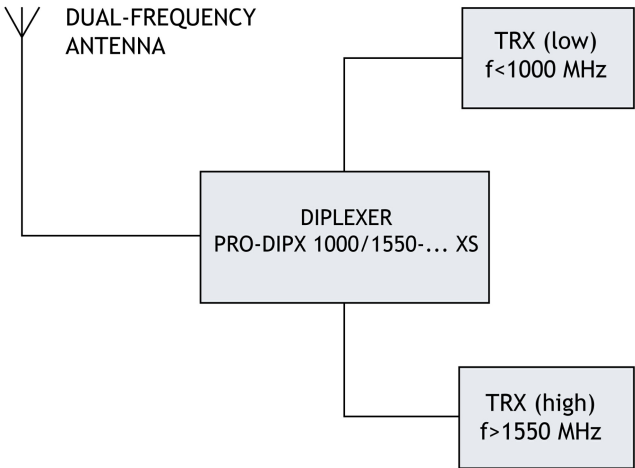 DUAL-FREQUENCY
ANTENNA
TRX (low)
f<1000 MHz
DIPLEXER
PRO-DIPX 1000/1550-... XS
TRX (high)
f>1550 MHz